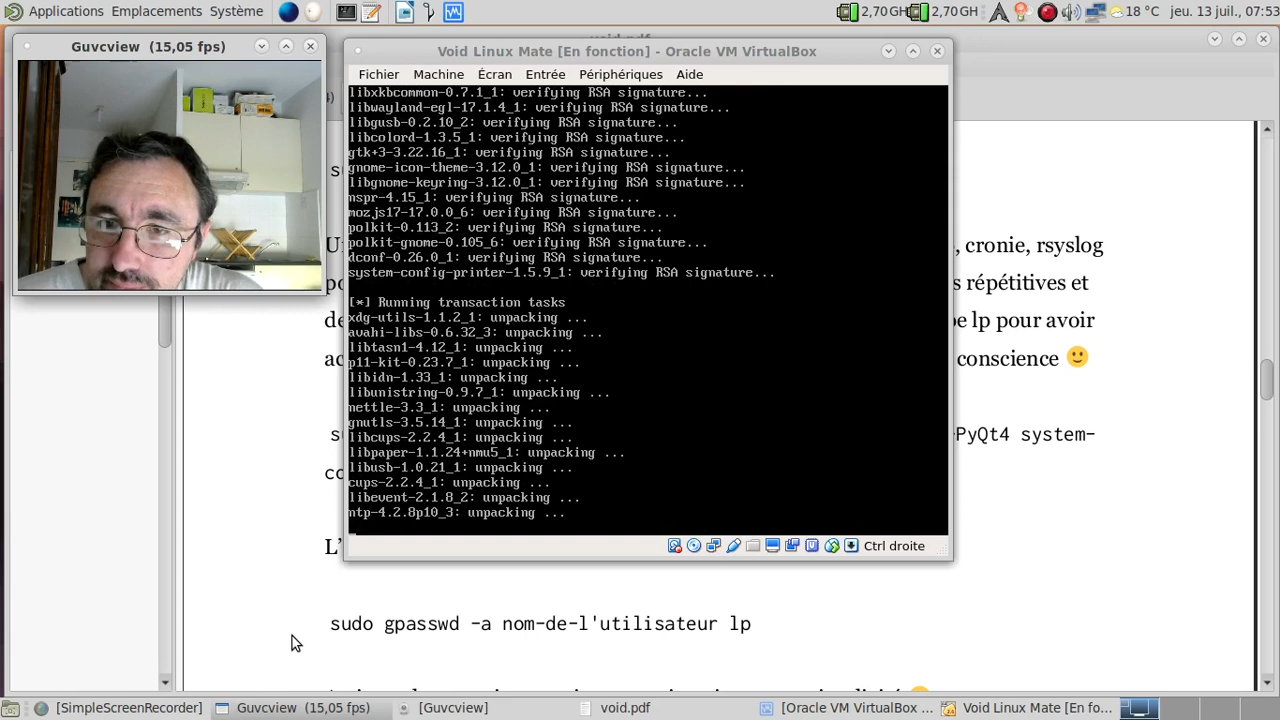 Applications Emplacements Système 2,70 GH 2,70 GH 18 °C jeu. 13 juil., 07:53
void.pdf
Guvcview (15,05 fps)
Void Linux Mate [En fonction] - Oracle VM VirtualBox
Fichier Machine Écran Entrée Périphériques Aide
libxkbcommon-0.7.1_1: verifying RSA signature...
libwayland-egl-17.1.4_1: verifying RSA signature...
libgusb-0.2.10_2: verifying RSA signature...
libcolord-1.3.5_1: verifying RSA signature...
gtk+3-3.22.16_1: verifying RSA signature...
gnome-icon-theme-3.12.0_1: verifying RSA signature...
libgnome-keyring-3.12.0_1: verifying RSA signature...
nspr-4.15_1: verifying RSA signature...
mozjs17-17.0.0_6: verifying RSA signature...
polkit-0.113_2: verifying RSA signature...
polkit-gnome-0.105_6: verifying RSA signature...
dconf-0.26.0_1: verifying RSA signature...
system-config-printer-1.5.9_1: verifying RSA signature...
[*] Running transaction tasks
xdg-utils-1.1.2_1: unpacking ...
avahi-libs-0.6.32_3: unpacking ...
libtasn1-4.12_1: unpacking ...
p11-kit-0.23.7_1: unpacking ...
libidn-1.33_1: unpacking ...
libunistring-0.9.7_1: unpacking ...
nettle-3.3_1: unpacking ...
gnutls-3.5.14_1: unpacking ...
libcups-2.2.4_1: unpacking ...
libpaper-1.1.24+nmu5_1: unpacking ...
libusb-1.0.21_1: unpacking ...
cups-2.2.4_1: unpacking ...
libevent-2.1.8_2: unpacking ...
ntp-4.2.8p10_3: unpacking ...
Ctrl droite
, cronie, rsyslog
s répétitives et
lp pour avoir
conscience 🙂
PyQt4 system-
L’
sudo gpasswd -a nom-de-l'utilisateur lp
[SimpleScreenRecorder] Guvcview (15,05 fps) [Guvcview] void.pdf [Oracle VM VirtualBox ... Void Linux Mate [En fo...